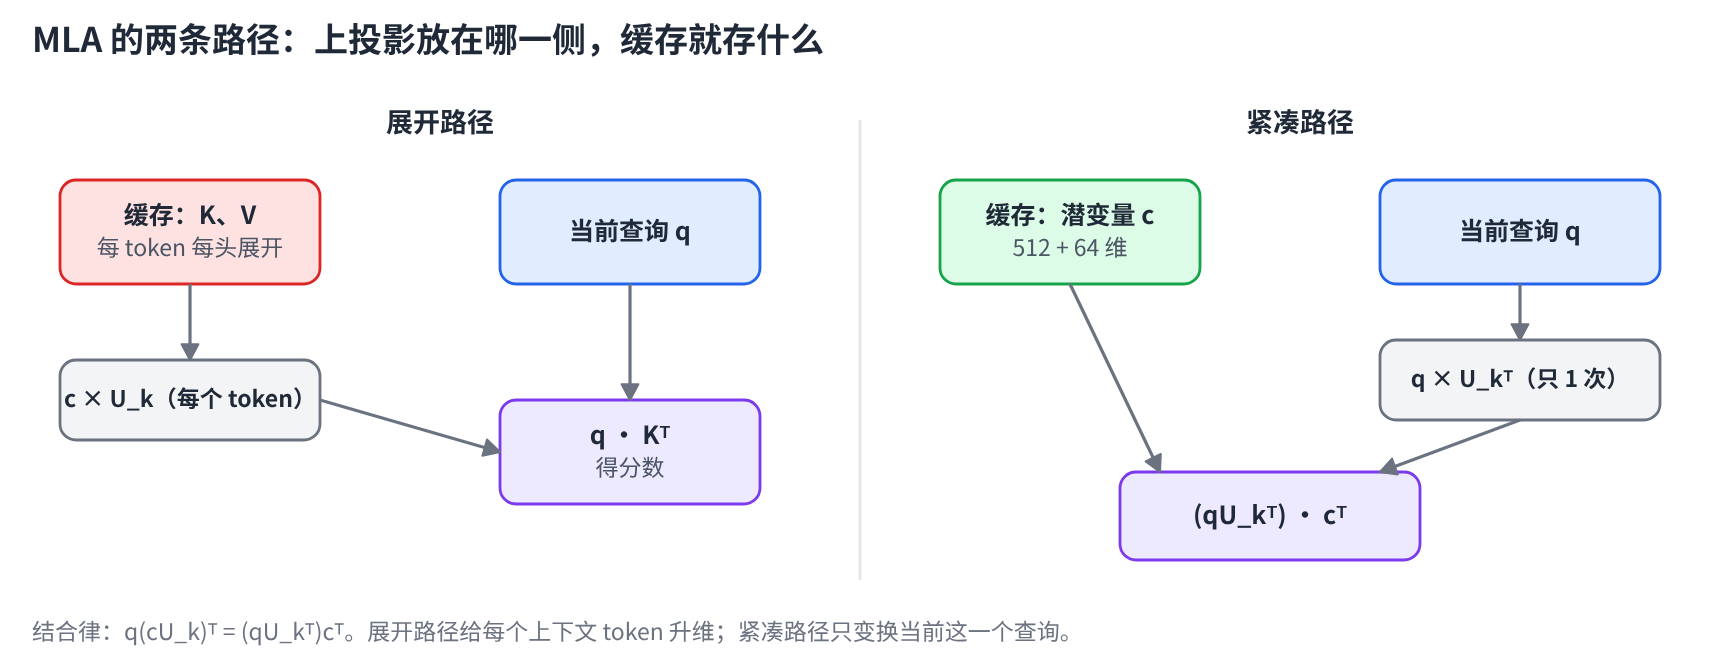 MLA 的两条路径：上投影放在哪一侧，缓存就存什么
展开路径
缓存：K、V
每 token 每头展开
当前查询 q
c × U_k（每个 token）
q · Kᵀ
得分数
紧凑路径
缓存：潜变量 c
512 + 64 维
当前查询 q
q × U_kᵀ（只 1 次）
(qU_kᵀ) · cᵀ
结合律：q(cU_k)ᵀ = (qU_kᵀ)cᵀ。展开路径给每个上下文 token 升维；紧凑路径只变换当前这一个查询。